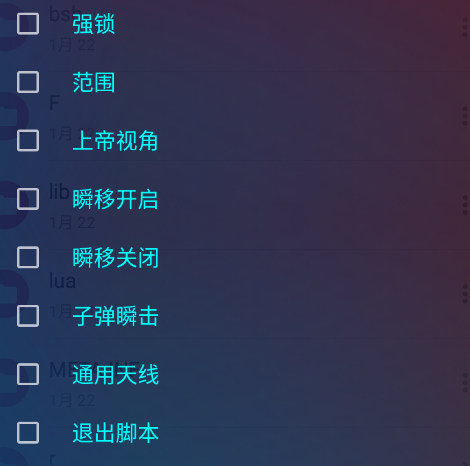 bsh
强锁
1月 22
范围
F
1月 22
上帝视角
lib
瞬移开启
1月 22
瞬移关闭
lua
子弹瞬击
通用天线
1月 22
退出脚本